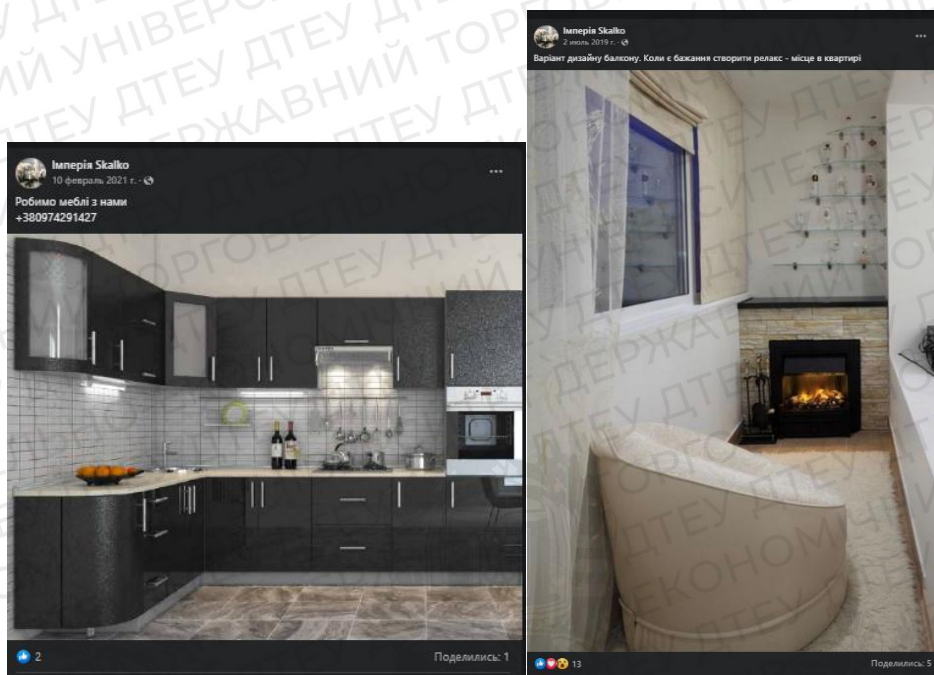 Імперія Skalko
10 февраль 2021 г.
Робимо меблі з нами
+380974291427
2
Поделились: 1
Імперія Skalko
2 июль 2019 г.
Варіант дизайну балкону. Коли є бажання створити релакс - місце в квартирі
13
Поделились: 5